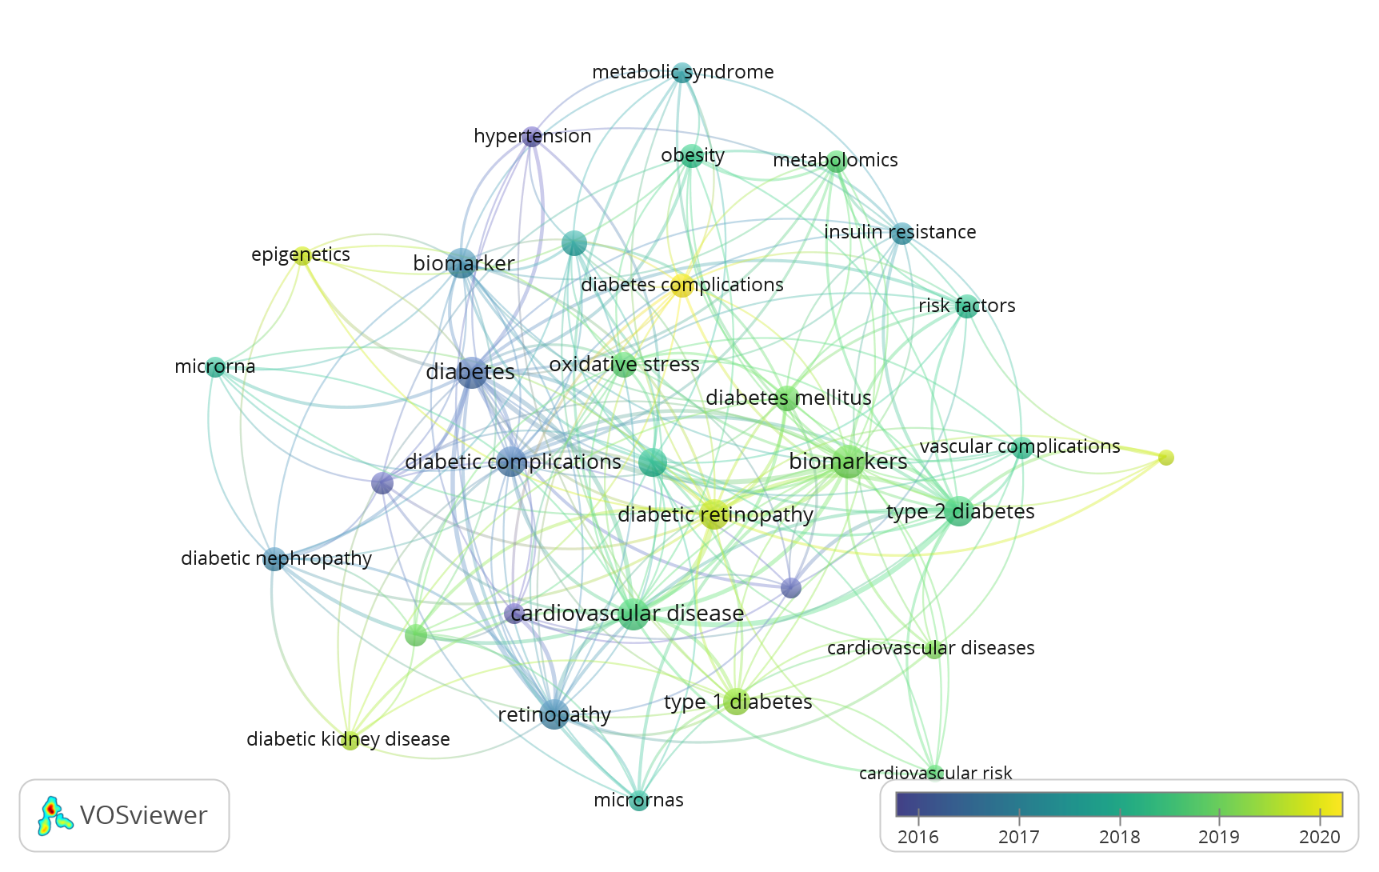 metabolic syndrome
hypertension
obesity
metabolomics
insulin resistance
epigenetics
biomarker
diabetes complications
risk factors
microrna
diabetes
oxidative stress
diabetes mellitus
vascular complications
diabetic complications
biomarkers
diabetic retinopathy
type 2 diabetes
diabetic nephropathy
cardiovascular disease
cardiovascular diseases
type 1 diabetes
retinopathy
diabetic kidney disease
cardiovascular risk
micrornas
VOSviewer
2016 2017 2018 2019 2020